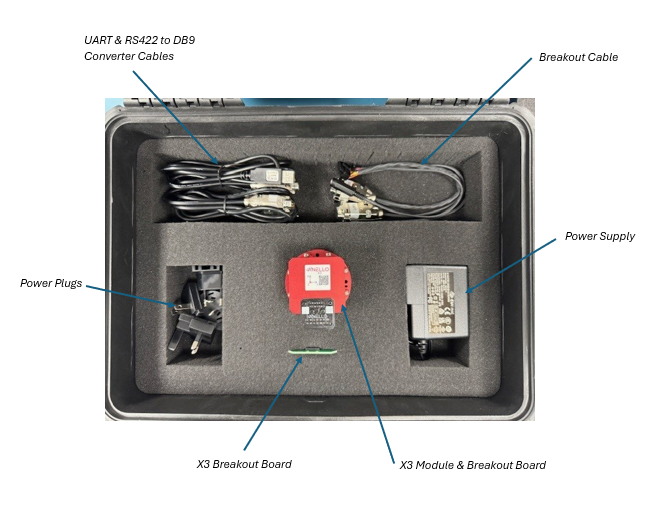 UART & RS422 to DB9
Converter Cables
Breakout Cable
Power Supply
Power Plugs
ANELLO
X3 Breakout Board
X3 Module & Breakout Board